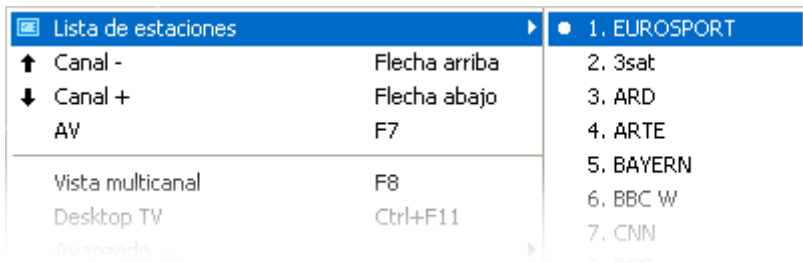 Lista de estaciones
Canal - Flecha arriba
Canal + Flecha abajo
AV F7
Vista multicanal F8
Desktop TV Ctrl+F11
Avanzado
1. EUROSPORT
2. 3sat
3. ARD
4. ARTE
5. BAYERN
6. BBC W
7. CNN